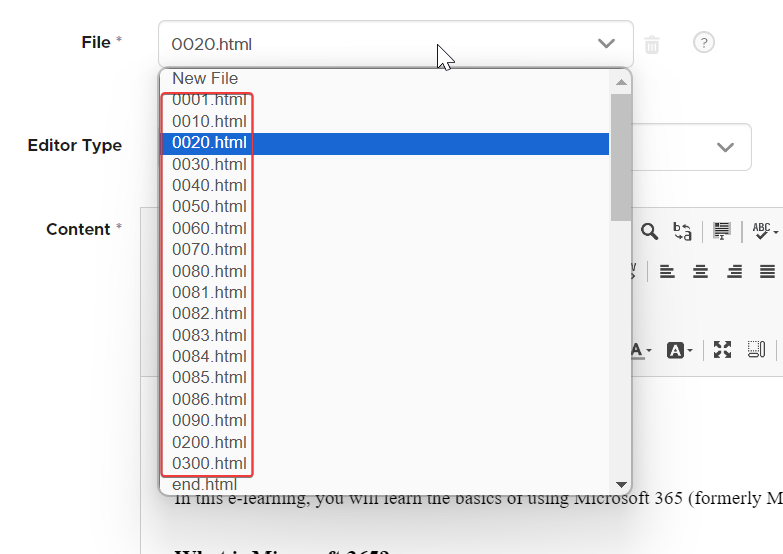 File *
0020.html
?
New File
0001.html
0010.html
Editor Type
0020.html
0030.html
0040.html
0050.html
Content *
0060.html
0070.html
0080.html
0081.html
0082.html
0083.html
0084.html
0085.html
0086.html
0090.html
0200.html
0300.html
end.html
b a
ABC
A
A
In this e-learning, you will learn the basics of using Microsoft 365 (formerly M
What is Microsoft 365?